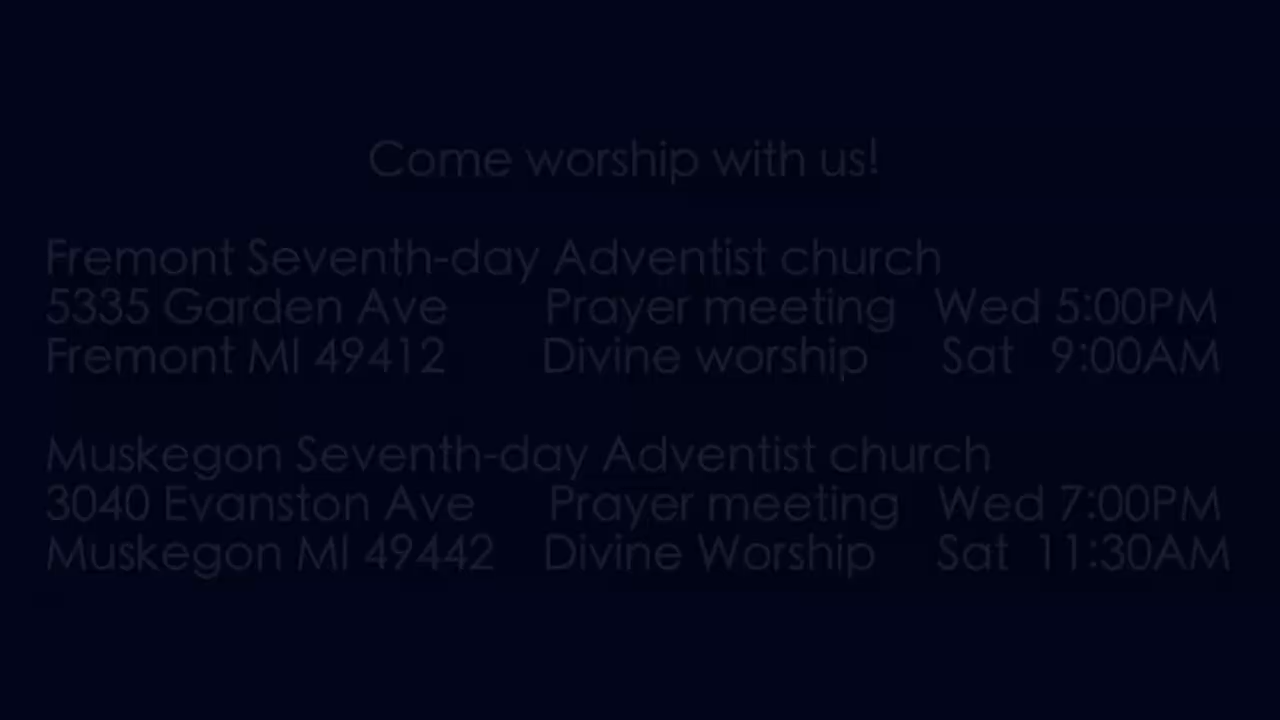 Come worship with us!
Fremont Seventh-day Adventist church
5335 Garden Ave Prayer meeting Wed 5:00PM
Fremont MI 49412 Divine worship Sat 9:00AM
Muskegon Seventh-day Adventist church
3040 Evanston Ave Prayer meeting Wed 7:00PM
Muskegon MI 49442 Divine Worship Sat 11:30AM